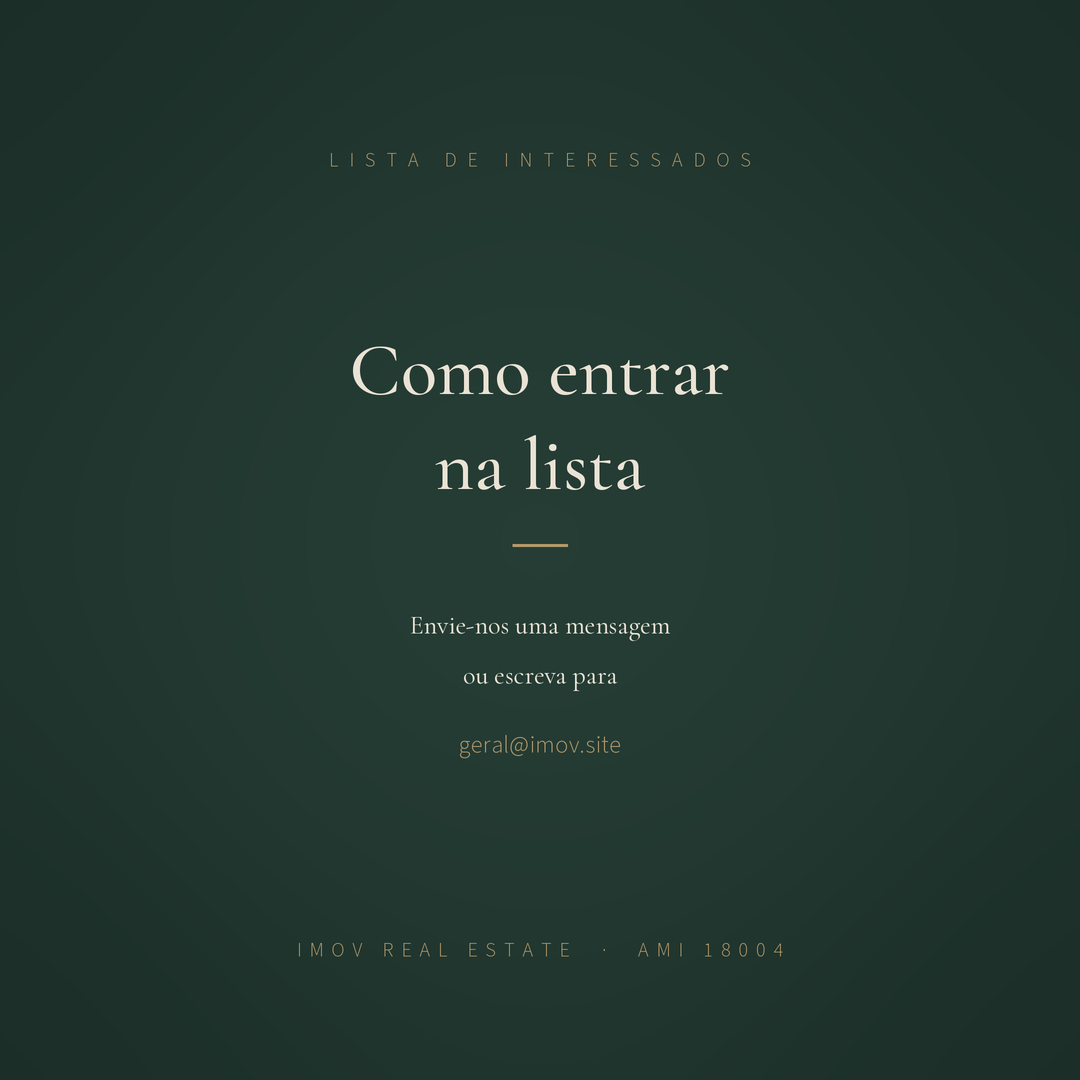 LISTA DE INTERESSADOS
Como entrar
na lista
Envie-nos uma mensagem
ou escreva para
geral@imov.site
IMOV REAL ESTATE · AMI 18004